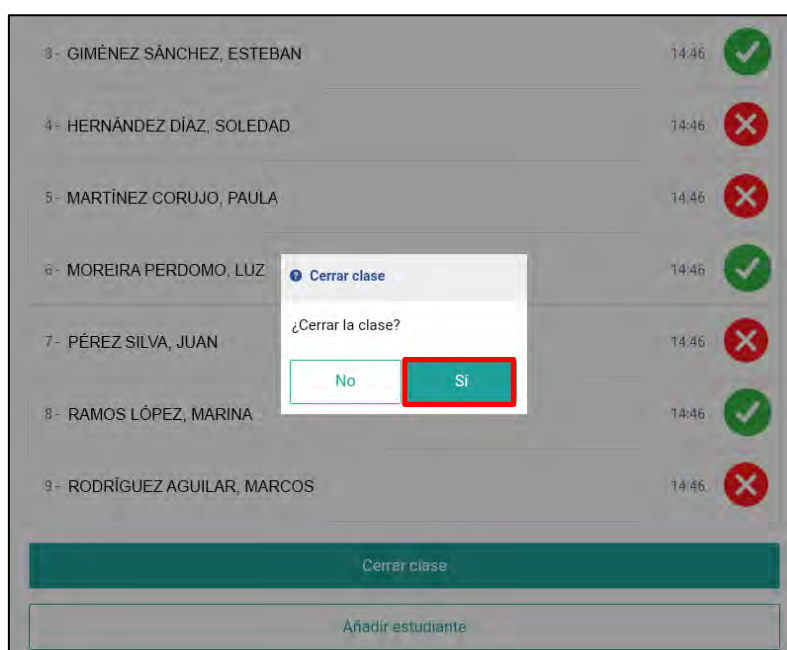 3- GIMÉNEZ SÁNCHEZ, ESTEBAN 14:46
4- HERNÁNDEZ DÍAZ, SOLEDAD 14:46
5- MARTÍNEZ CORUJO, PAULA 14:46
6- MOREIRA PERDOMO, LUZ 14:46
Cerrar clase
¿Cerrar la clase?
7- PÉREZ SILVA, JUAN 14:46
No Sí
8- RAMOS LÓPEZ, MARINA 14:46
9- RODRÍGUEZ AGUILAR, MARCOS 14:46
Cerrar clase
Añadir estudiante